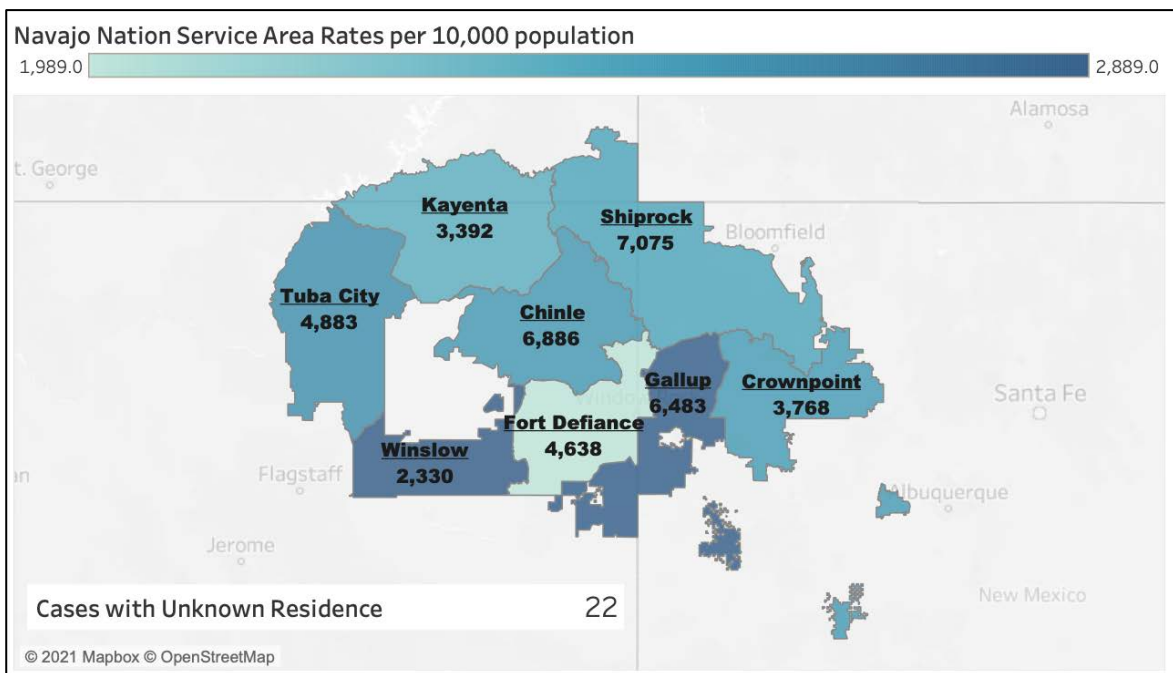 Navajo Nation Service Area Rates per 10,000 population
1,989.0
2,889.0
Alamosa
t. George
Kayenta
3,392
Shiprock
7,075
Bloomfield
Tuba City
4,883
Chinle
6,886
Gallup
6,483
Crownpoint
3,768
Santa Fe
Fort Defiance
4,638
Winslow
2,330
an
Flagstaff
Albuquerque
Jerome
Cases with Unknown Residence 22
New Mexico
© 2021 Mapbox © OpenStreetMap